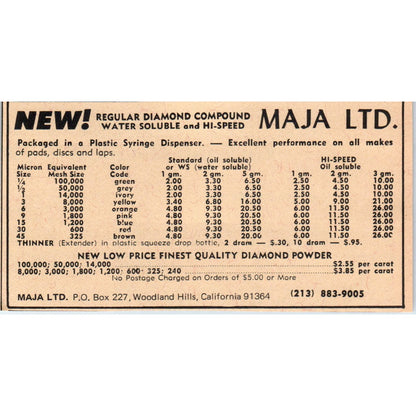 NEW! REGULAR DIAMOND COMPOUND WATER SOLUBLE and HI-SPEED MAJA LTD.
Packaged in a Plastic Syringe Dispenser. — Excellent performance on all makes
of pads, discs and laps.
Standard (oil soluble) HI-SPEED
Micron Equivalent Color or WS (water soluble) Oil soluble
Size Mesh Size Code 1 gm. 2 gm. 5 gm. 1 gm. 2 gm. 3 gm.
¼ 100,000 green 2.00 3.30 6.50 2.50 4.50 10.00
½ 50,000 grey 2.00 3.30 6.50 2.50 4.50 10.00
1 14,000 ivory 2.00 3.30 6.50 2.50 4.50 10.00
3 8,000 yellow 3.40 6.80 5.00 9.00 21.00
6 3,000 orange 4.80 9.30 20.00 6.00 11.50 26.00
9 1,800 pink 4.80 9.30 20.00 6.00 11.50 26.00
15 1,200 blue 4.80 9.30 20.00 6.00 11.50 26.00
30 600 red 4.80 9.30 20.00 6.00 11.50 26.00
45 325 brown 4.80 9.30 20.00 6.00 11.50 26.00
THINNER (Extender) in plastic squeeze drop bottle, 2 dram — $.30, 10 dram — $.95.
NEW LOW PRICE FINEST QUALITY DIAMOND POWDER
100,000; 50,000; 14,000 $2.55 per carat
8,000; 3,000; 1,800; 1,200; 600; 325; 240 $3.85 per carat
No Postage Charged on Orders of $5.00 or More
MAJA LTD. P.O. Box 227, Woodland Hills, California 91364 (213) 883-9005